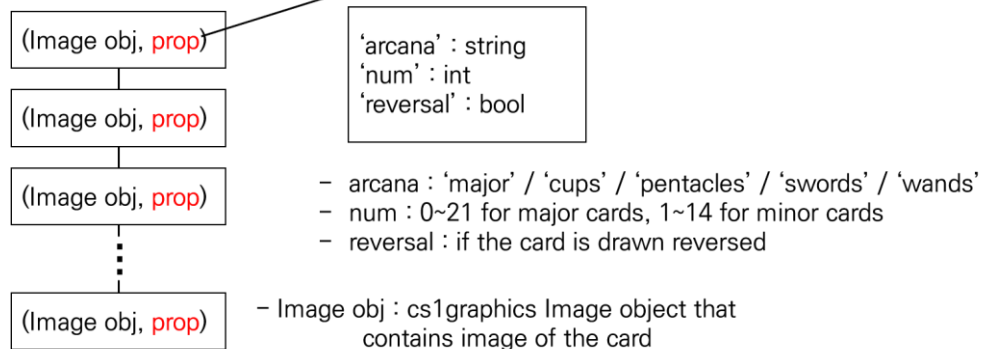 (Image obj, prop)
'arcana' : string
'num' : int
'reversal' : bool
(Image obj, prop)
(Image obj, prop)
- arcana : 'major' / 'cups' / 'pentacles' / 'swords' / 'wands'
- num : 0~21 for major cards, 1~14 for minor cards
- reversal : if the card is drawn reversed
(Image obj, prop)
- Image obj : cs1graphics Image object that
contains image of the card